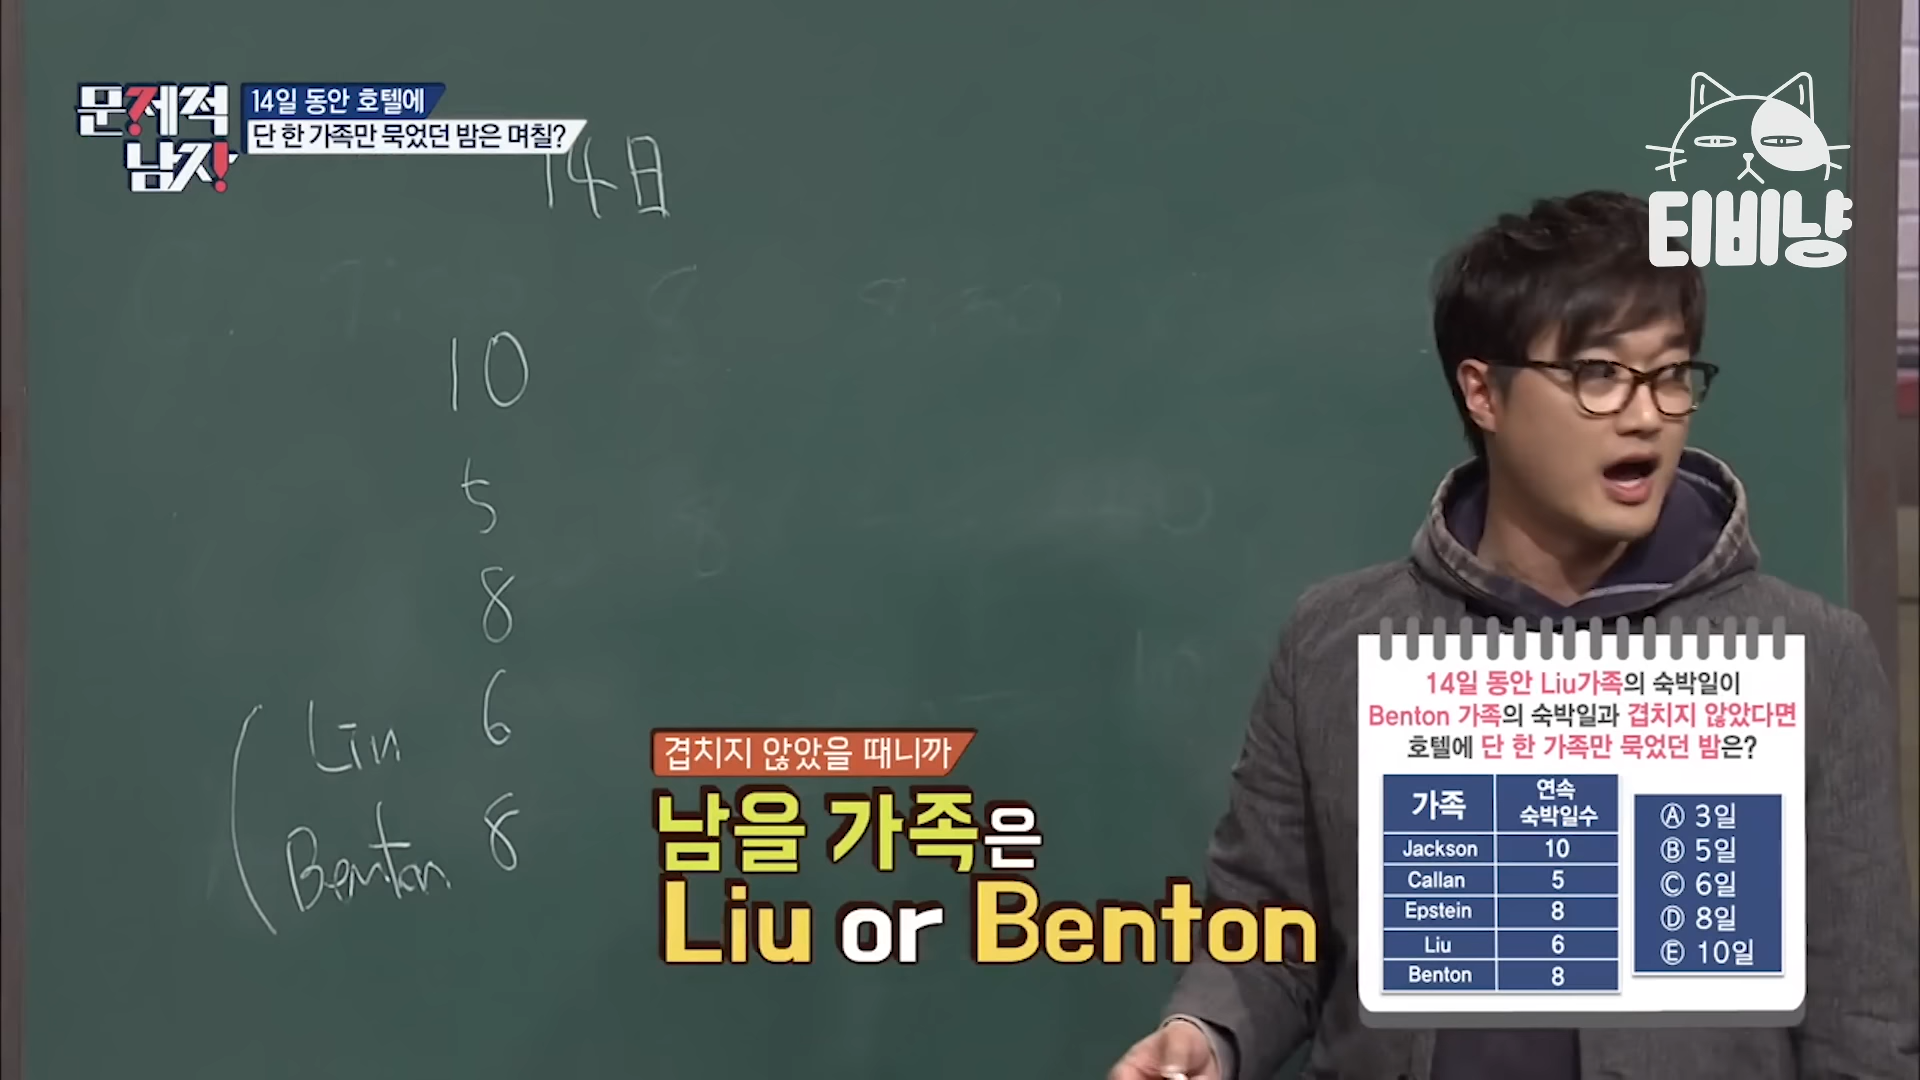 문제적
남자!
14일 동안 호텔에
단 한 가족만 묵었던 밤은 며칠?
티비냥
14日
10
5
8
Liu 6
Benton 8
겹치지 않았을 때니까
남을 가족은
Liu or Benton
14일 동안 Liu가족의 숙박일이
Benton 가족의 숙박일과 겹치지 않았다면
호텔에 단 한 가족만 묵었던 밤은?
가족 연속 숙박일수
Jackson 10
Callan 5
Epstein 8
Liu 6
Benton 8
Ⓐ 3일
Ⓑ 5일
Ⓒ 6일
Ⓓ 8일
Ⓔ 10일